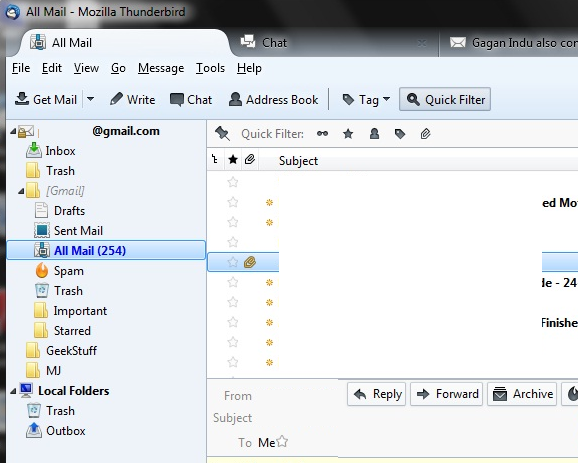 All Mail - Mozilla Thunderbird
All Mail Chat Gagan Indu also con
File Edit View Go Message Tools Help
Get Mail Write Chat Address Book Tag Quick Filter
@gmail.com
Quick Filter:
Inbox
Subject
Trash
[Gmail]
Drafts
ed Mo
Sent Mail
All Mail (254)
Spam
Trash
de - 24
Important
Starred
Finishe
GeekStuff
MJ
Local Folders
From Reply Forward Archive
Trash
Subject
Outbox
To Me